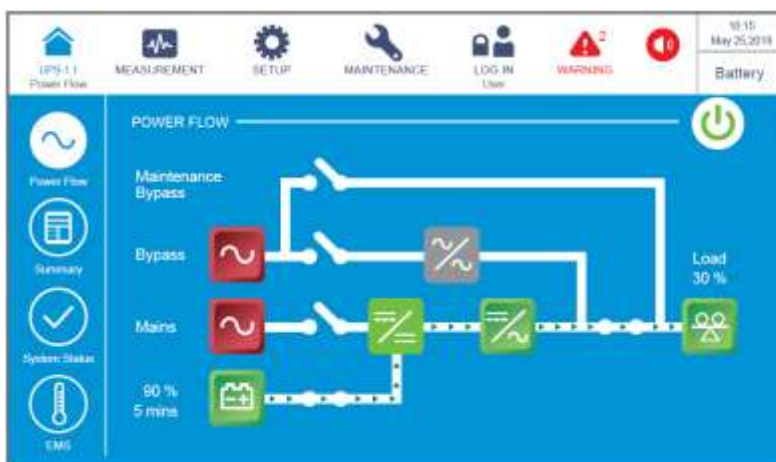 UPS-1.1
Power Flow
MEASUREMENT
SETUP
MAINTENANCE
LOG IN
User
2
WARNING
10:15
May 25,2018
Battery
POWER FLOW
Power Flow
Maintenance
Bypass
Bypass
Summary
Load
30 %
Mains
System Status
90 %
5 mins
EMS